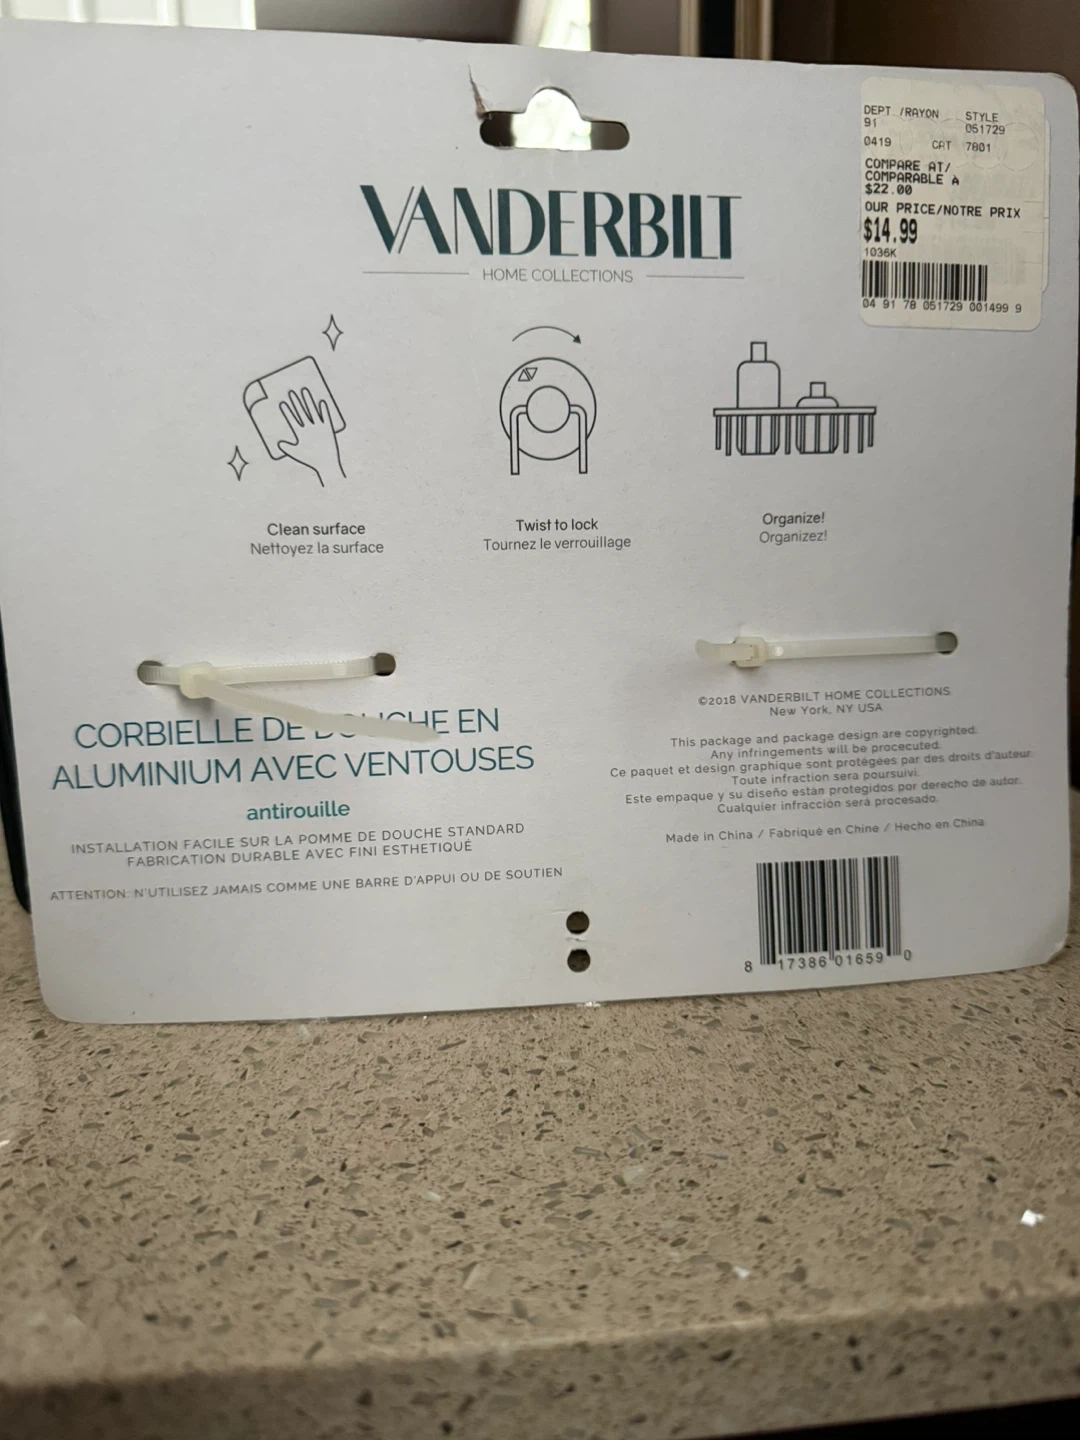 DEPT /RAYON STYLE
91 051729
0419 CAT 7801
COMPARE AT/
COMPARABLE A
$22.00
OUR PRICE/NOTRE PRIX
$14.99
1036K
04 91 78 051729 001499 9
VANDERBILT
HOME COLLECTIONS
Clean surface
Nettoyez la surface
Twist to lock
Tournez le verrouillage
Organize!
Organizez!
CORBIELLE DE DOUCHE EN
ALUMINIUM AVEC VENTOUSES
antirouille
INSTALLATION FACILE SUR LA POMME DE DOUCHE STANDARD
FABRICATION DURABLE AVEC FINI ESTHETIQUÉ
ATTENTION: N'UTILISEZ JAMAIS COMME UNE BARRE D'APPUI OU DE SOUTIEN
©2018 VANDERBILT HOME COLLECTIONS
New York, NY USA
This package and package design are copyrighted.
Any infringements will be procecuted.
Ce paquet et design graphique sont protégées par des droits d'auteur.
Toute infraction sera poursuivi.
Este empaque y su diseño están protegidos por derecho de autor.
Cualquier infracción será procesado.
Made in China / Fabriqué en Chine / Hecho en China
8 17386 01659 0